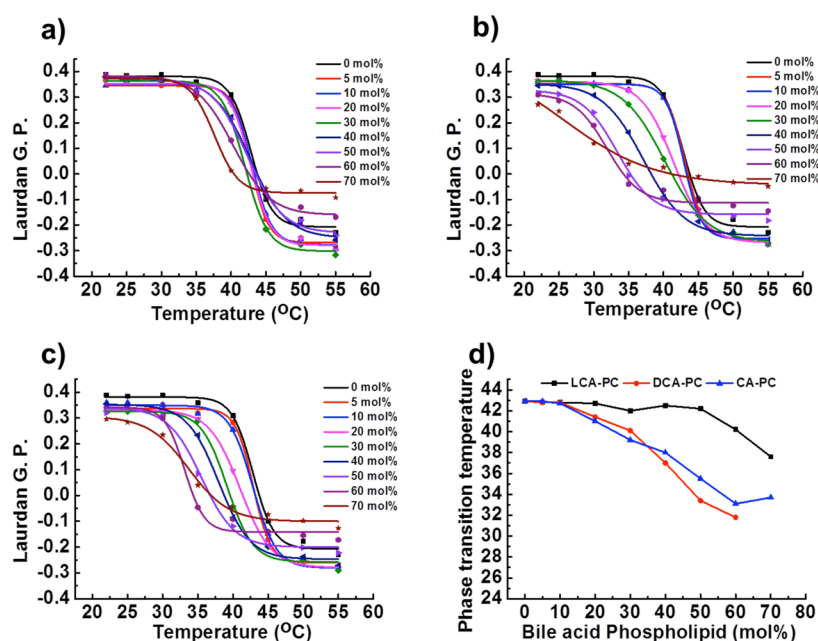 a)
0.4
0.3
0.2
0.1
0.0
-0.1
-0.2
-0.3
-0.4
Laurdan G. P.
20 25 30 35 40 45 50 55 60
Temperature (OC)
0 mol%
5 mol%
10 mol%
20 mol%
30 mol%
40 mol%
50 mol%
60 mol%
70 mol%
b)
0.4
0.3
0.2
0.1
0.0
-0.1
-0.2
-0.3
-0.4
Laurdan G. P.
20 25 30 35 40 45 50 55 60
Temperature (OC)
0 mol%
5 mol%
10 mol%
20 mol%
30 mol%
40 mol%
50 mol%
60 mol%
70 mol%
c)
0.4
0.3
0.2
0.1
0.0
-0.1
-0.2
-0.3
-0.4
Laurdan G. P.
20 25 30 35 40 45 50 55 60
Temperature (OC)
0 mol%
5 mol%
10 mol%
20 mol%
30 mol%
40 mol%
50 mol%
60 mol%
70 mol%
d)
LCA-PC DCA-PC CA-PC
44
42
40
38
36
34
32
30
28
Phase transition temperature
0 10 20 30 40 50 60 70 80
Bile acid Phospholipid (mol%)